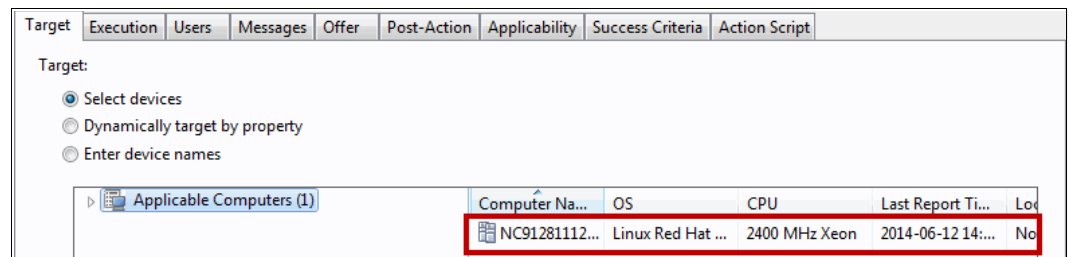 Target Execution Users Messages Offer Post-Action Applicability Success Criteria Action Script
Target:
Select devices
Dynamically target by property
Enter device names
Applicable Computers (1) Computer Na... OS CPU Last Report Ti... Loc
NC91281112... Linux Red Hat ... 2400 MHz Xeon 2014-06-12 14:... No